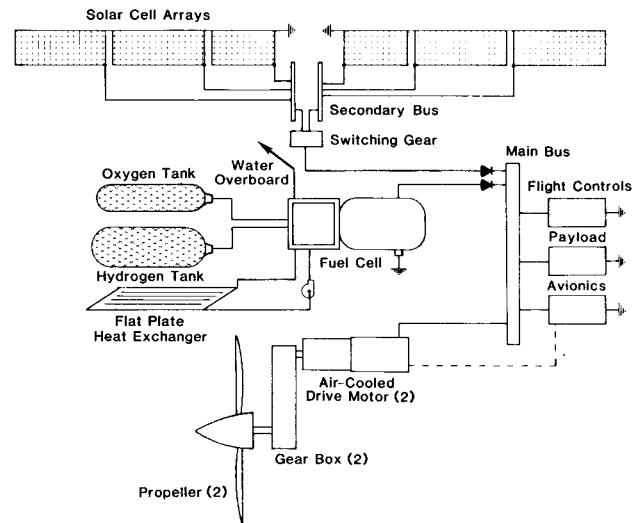 Solar Cell Arrays
Secondary Bus
Switching Gear
Main Bus
Water
Overboard
Oxygen Tank
Flight Controls
Payload
Fuel Cell
Hydrogen Tank
Avionics
Flat Plate
Heat Exchanger
Air-Cooled
Drive Motor (2)
Gear Box (2)
Propeller (2)